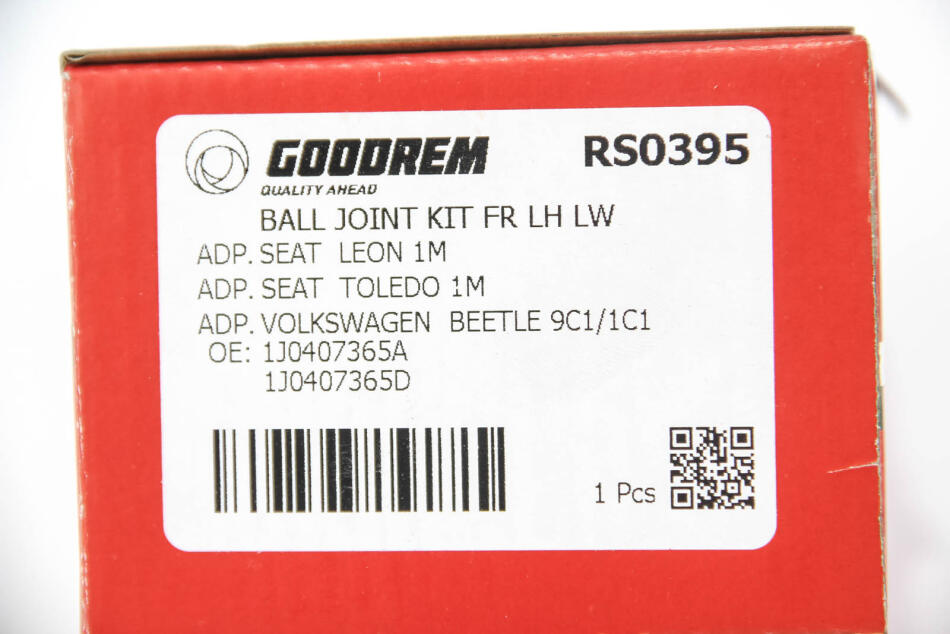 GOODREM
RS0395
QUALITY AHEAD
BALL JOINT KIT FR LH LW
ADP. SEAT LEON 1M
ADP. SEAT TOLEDO 1M
ADP. VOLKSWAGEN BEETLE 9C1/1C1
OE: 1J0407365A
1J0407365D
1 Pcs